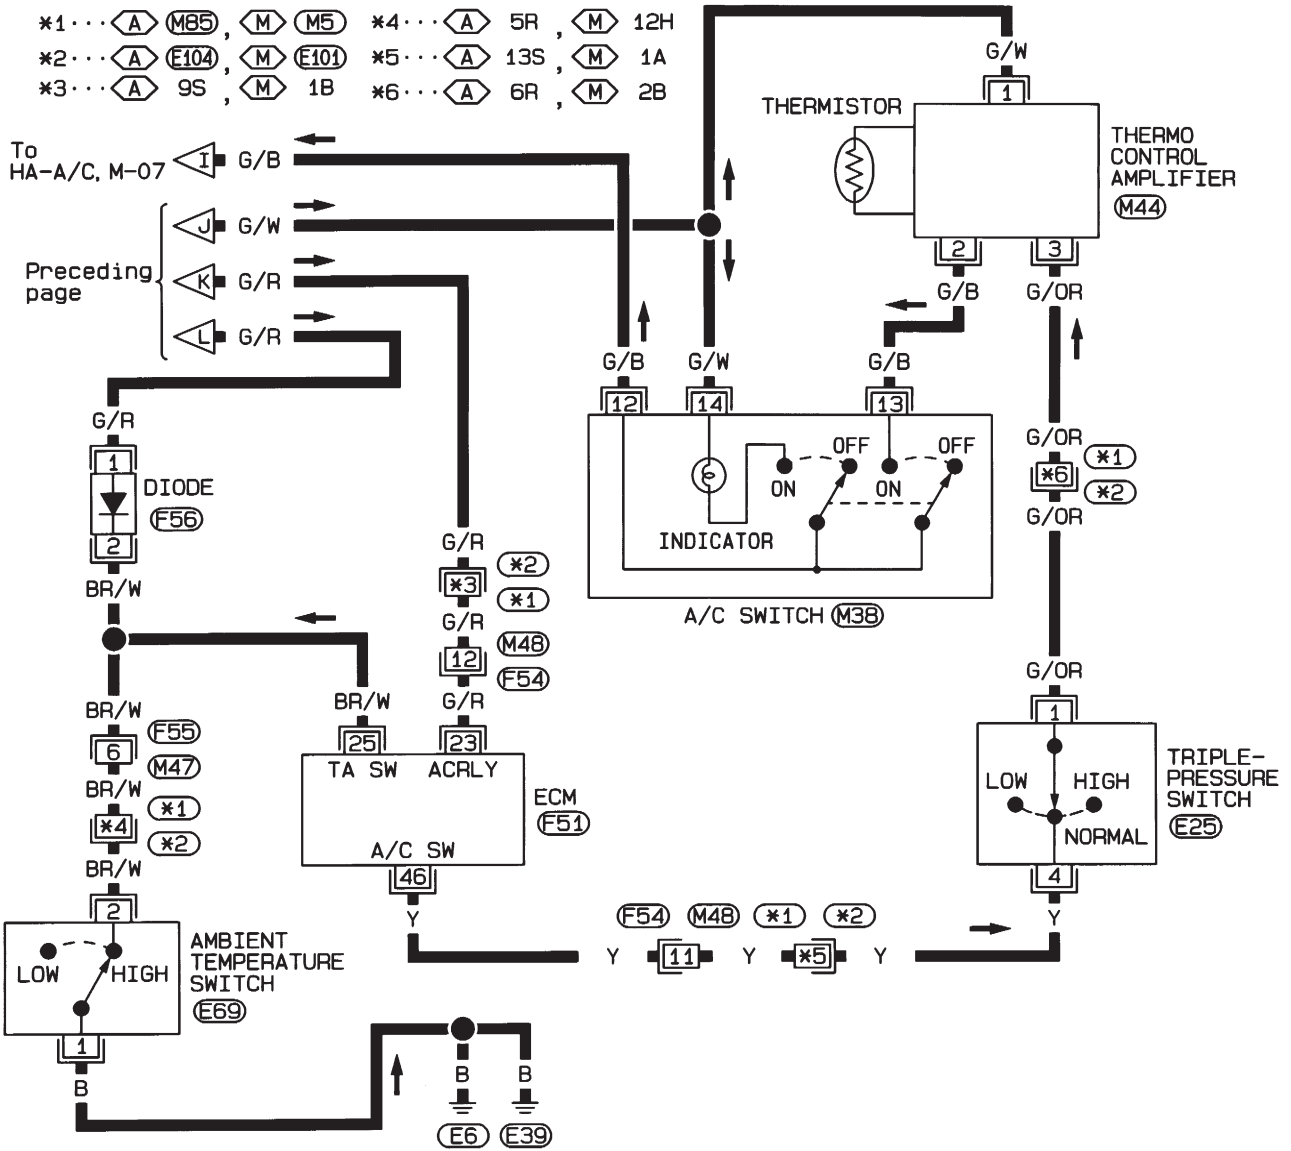 *1···A M85, M M5 *4···A 5R, M 12H
*2···A E104, M E101 *5···A 13S, M 1A
*3···A 9S, M 1B *6···A 6R, M 2B
G/W
1
THERMISTOR
THERMO
CONTROL
AMPLIFIER
M44
2 3
G/B G/OR
To
HA-A/C, M-07
I G/B
J G/W
Preceding
page
K G/R
L G/R
G/R
1
DIODE
F56
2
BR/W
G/R
*3
*2
*1
G/R
12
M48
F54
G/R
BR/W
25 23
TA SW ACRLY
ECM
F51
A/C SW
46
Y
G/B G/W G/B
12 14 13
OFF OFF
ON ON
INDICATOR
A/C SWITCH M38
G/OR
*6
*1
*2
G/OR
G/OR
1
LOW HIGH
NORMAL
TRIPLE-
PRESSURE
SWITCH
E25
4
Y
BR/W
6
F55
M47
BR/W
*4
*1
*2
BR/W
2
LOW HIGH
AMBIENT
TEMPERATURE
SWITCH
E69
1
B
F54 M48 *1 *2
Y 11 Y *5 Y
B B
E6 E39